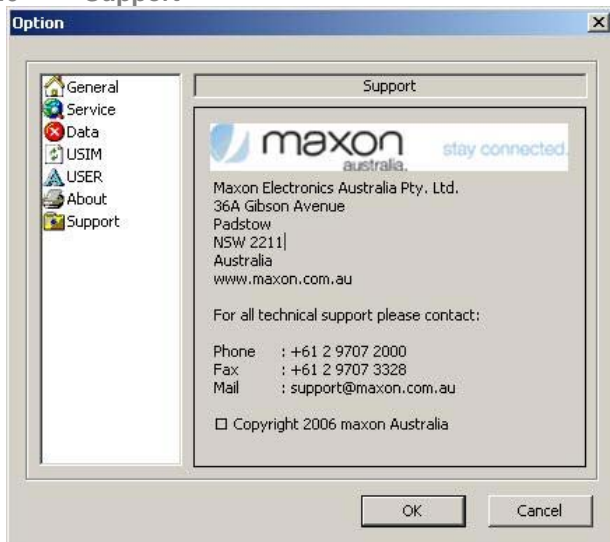 Support
Option
General
Service
Data
USIM
USER
About
Support
Support
maxon
australia.
stay connected.
Maxon Electronics Australia Pty. Ltd.
36A Gibson Avenue
Padstow
NSW 2211
Australia
www.maxon.com.au
For all technical support please contact:
Phone : +61 2 9707 2000
Fax : +61 2 9707 3328
Mail : support@maxon.com.au
□ Copyright 2006 maxon Australia
OK Cancel